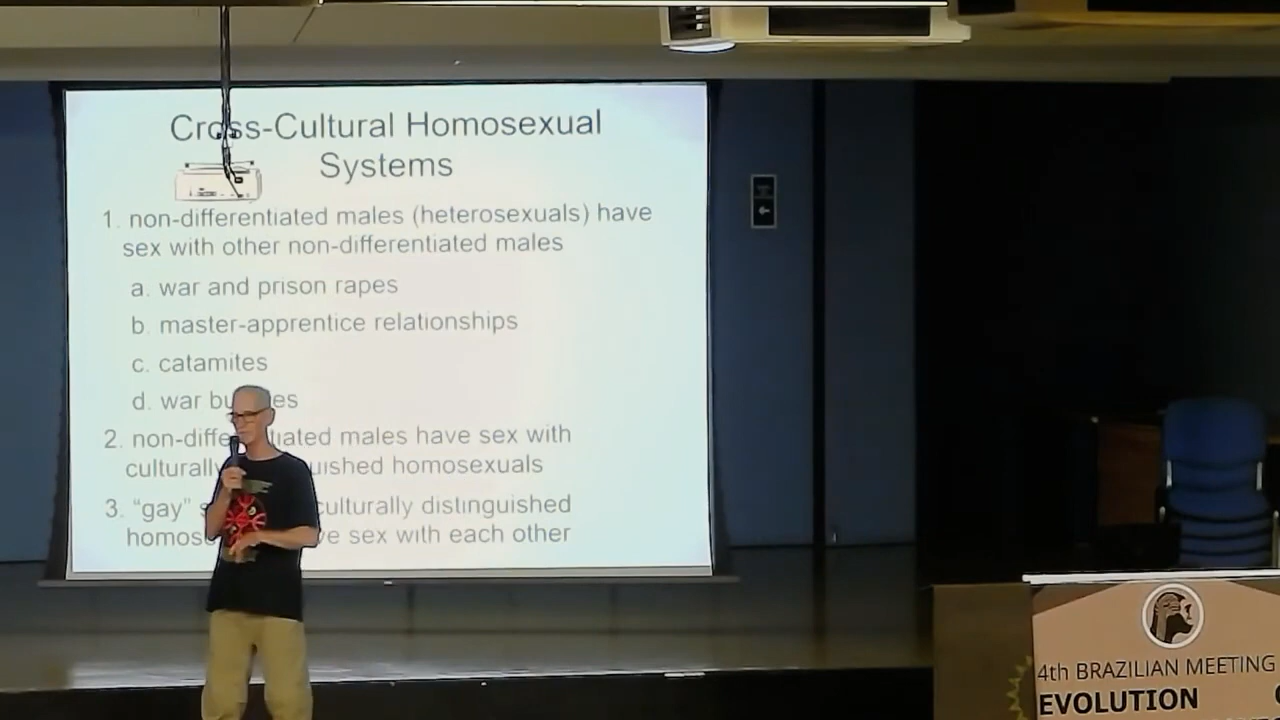 Cross-Cultural Homosexual
Systems
1. non-differentiated males (heterosexuals) have
sex with other non-differentiated males
a. war and prison rapes
b. master-apprentice relationships
c. catamites
d. war
2. males have sex with
homosexuals
3. “gay” culturally distinguished
sex with each other
4th BRAZILIAN MEETING
EVOLUTION